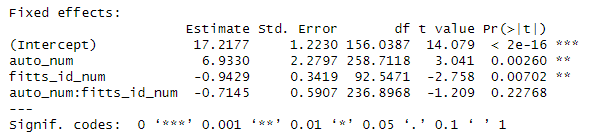 Fixed effects:
                    Estimate Std. Error       df t value Pr(>|t|)
(Intercept)          17.2177     1.2230 156.0387  14.079  < 2e-16 ***
auto_num              6.9330     2.2797 258.7118   3.041  0.00260 **
fitts_id_num         -0.9429     0.3419  92.5471  -2.758  0.00702 **
auto_num:fitts_id_num  -0.7145     0.5907 236.8968  -1.209  0.22768
---
Signif. codes:  0 ‘***’ 0.001 ‘**’ 0.01 ‘*’ 0.05 ‘.’ 0.1 ‘ ’ 1